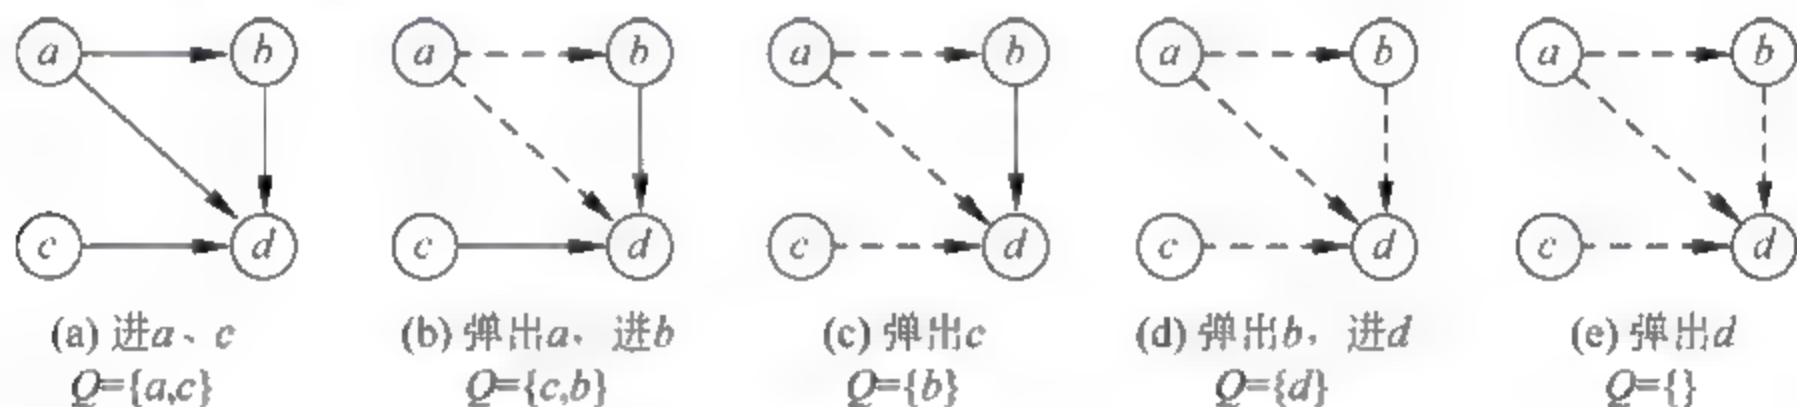 a b a b a b a b a b
c d c d c d c d c d
(a) 进a、c (b) 弹出a，进b (c) 弹出c (d) 弹出b，进d (e) 弹出d
Q={a,c} Q={c,b} Q={b} Q={d} Q={}